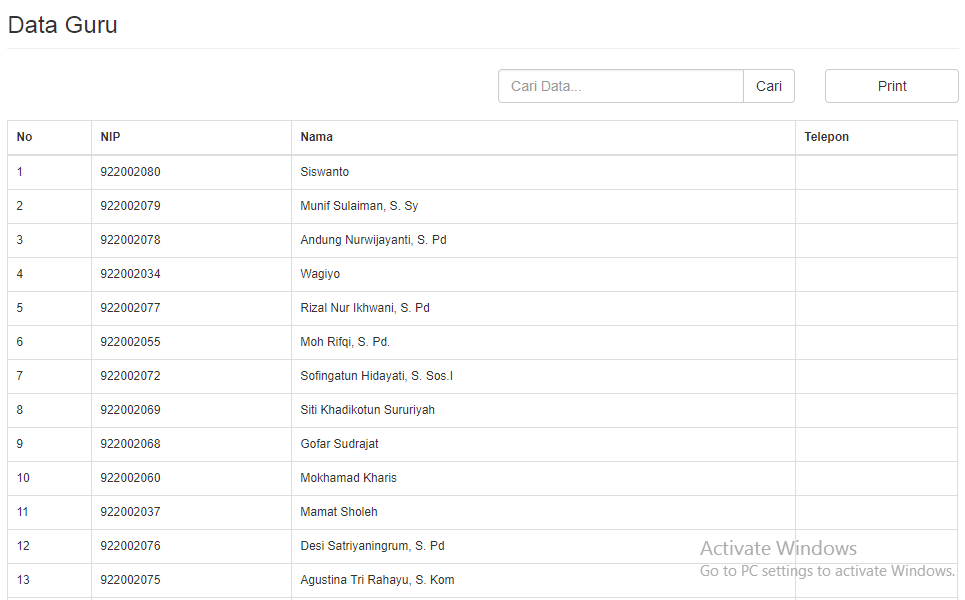 Data Guru
Cari Data... Cari Print
No NIP Nama Telepon
1 922002080 Siswanto
2 922002079 Munif Sulaiman, S. Sy
3 922002078 Andung Nurwijayanti, S. Pd
4 922002034 Wagiyo
5 922002077 Rizal Nur Ikhwani, S. Pd
6 922002055 Moh Rifqi, S. Pd.
7 922002072 Sofingatun Hidayati, S. Sos.I
8 922002069 Siti Khadikotun Sururiyah
9 922002068 Gofar Sudrajat
10 922002060 Mokhamad Kharis
11 922002037 Mamat Sholeh
12 922002076 Desi Satriyaningrum, S. Pd
Activate Windows
Go to PC settings to activate Windows.
13 922002075 Agustina Tri Rahayu, S. Kom